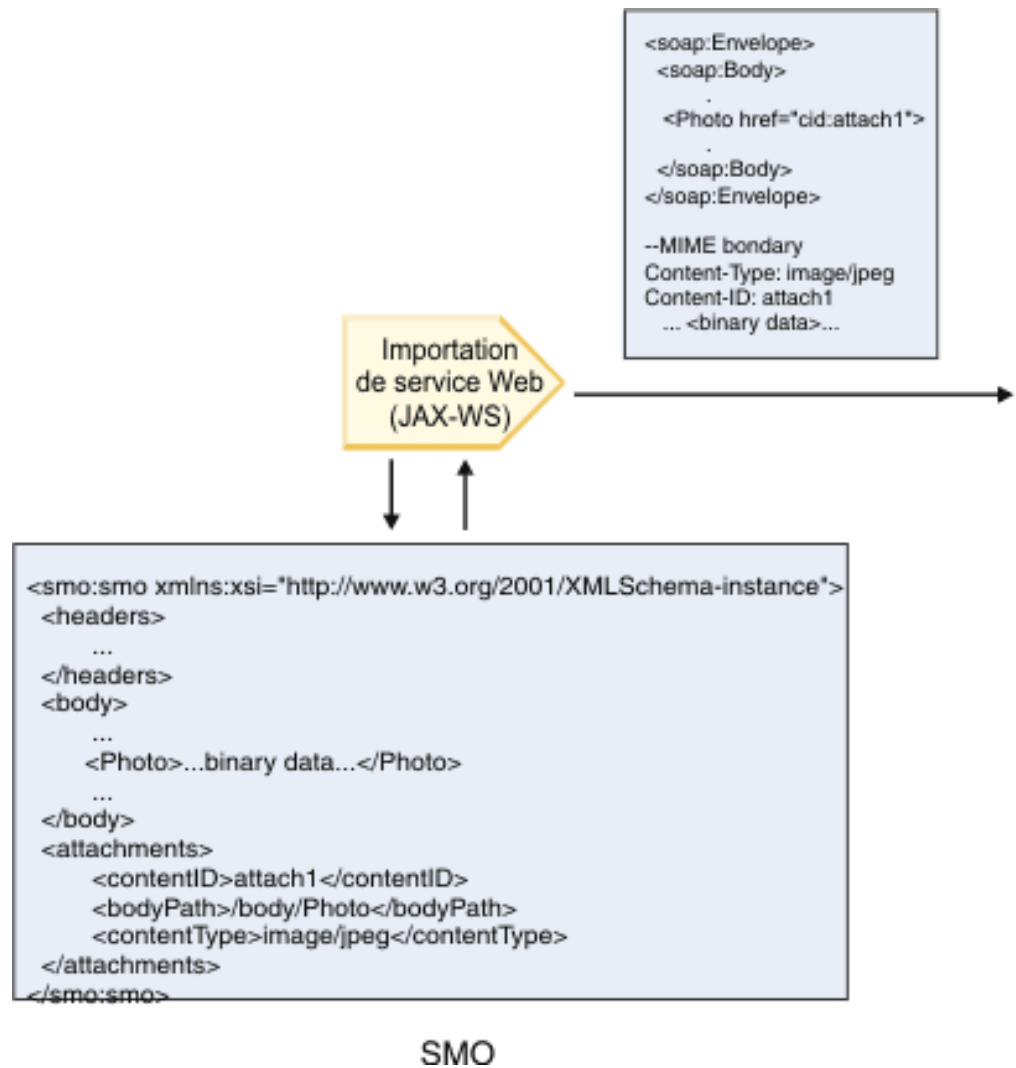 <soap:Envelope>
<soap:Body>
.
<Photo href="cid:attach1">
.
</soap:Body>
</soap:Envelope>
--MIME bondary
Content-Type: image/jpeg
Content-ID: attach1
... <binary data>...
Importation
de service Web
(JAX-WS)
<smo:smo xmlns:xsi="http://www.w3.org/2001/XMLSchema-instance">
<headers>
...
</headers>
<body>
...
<Photo>...binary data...</Photo>
...
</body>
<attachments>
<contentID>attach1</contentID>
<bodyPath>/body/Photo</bodyPath>
<contentType>image/jpeg</contentType>
</attachments>
</smo:smo>
SMO